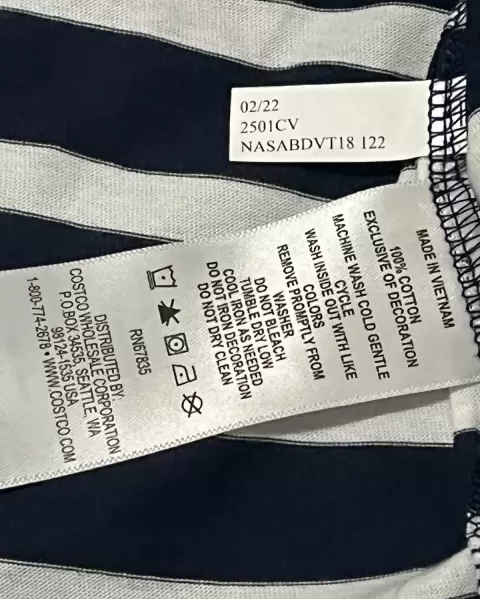 02/22
2501CV
NASABDVT18 122
MADE IN VIETNAM
100% COTTON
EXCLUSIVE OF DECORATION
MACHINE WASH COLD GENTLE
CYCLE
WASH INSIDE OUT WITH LIKE
COLORS
REMOVE PROMPTLY FROM
WASHER
DO NOT BLEACH
TUMBLE DRY LOW
COOL IRON AS NEEDED
DO NOT IRON DECORATION
DO NOT DRY CLEAN
RN67835
DISTRIBUTED BY:
COSTCO WHOLESALE CORPORATION
P.O BOX 34535, SEATTLE, WA
98124-1535 USA
1-800-774-2678 • WWW.COSTCO.COM